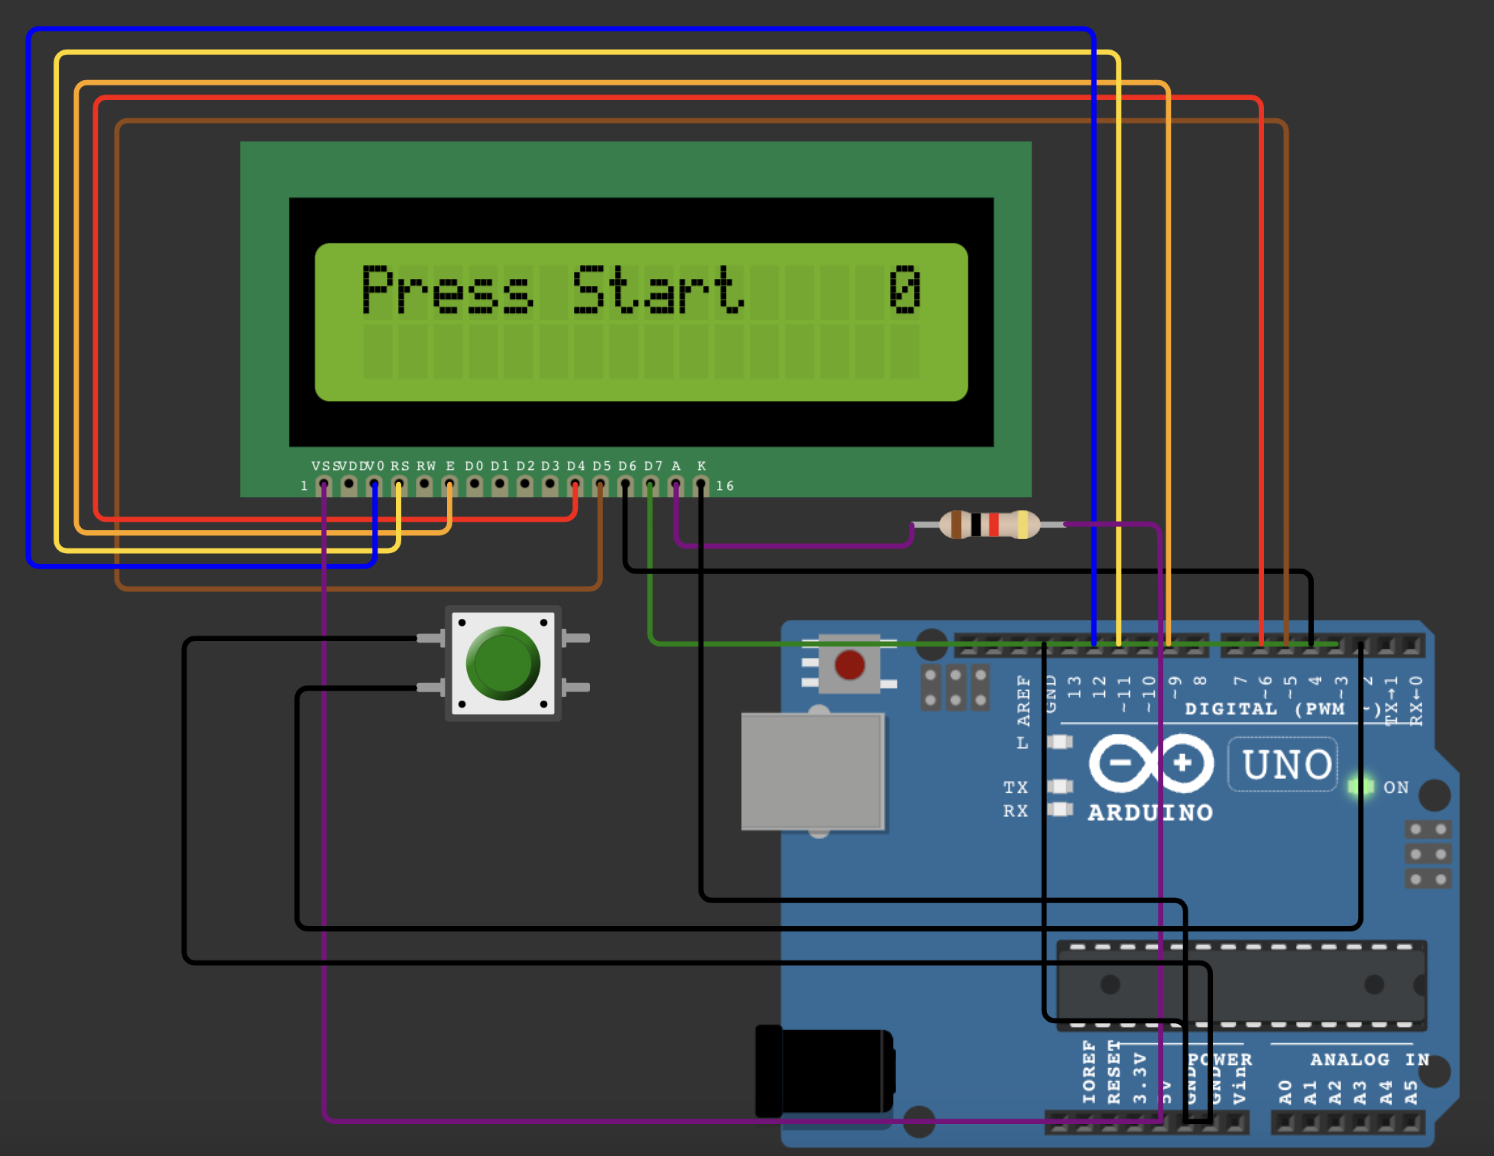 Press Start 0
VSS VDD V0 RS RW E D0 D1 D2 D3 D4 D5 D6 D7 A K
1 16
AREF GND 13 12 ~11 ~10 ~9 8 7 ~6 ~5 4 ~3 2 TX→1 RX←0
DIGITAL (PWM ~)
L
TX
RX
UNO
ON
ARDUINO
POWER
ANALOG IN
IOREF RESET 3.3V 5V GND GND Vin A0 A1 A2 A3 A4 A5